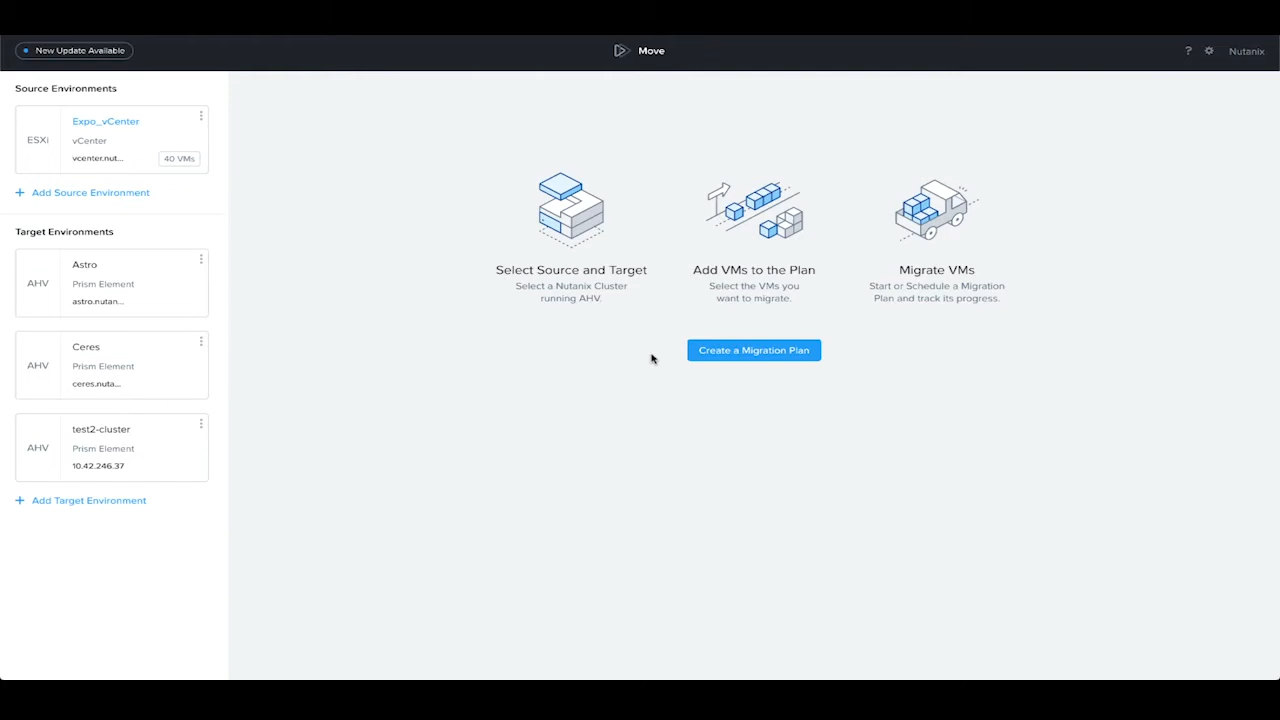 New Update Available
Move
?
Nutanix
Source Environments
ESXi
Expo_vCenter
vCenter
vcenter.nut...
40 VMs
+ Add Source Environment
Target Environments
AHV
Astro
Prism Element
astro.nutan...
AHV
Ceres
Prism Element
ceres.nuta...
AHV
test2-cluster
Prism Element
10.42.246.37
+ Add Target Environment
Select Source and Target
Select a Nutanix Cluster
running AHV.
Add VMs to the Plan
Select the VMs you
want to migrate.
Migrate VMs
Start or Schedule a Migration
Plan and track its progress.
Create a Migration Plan